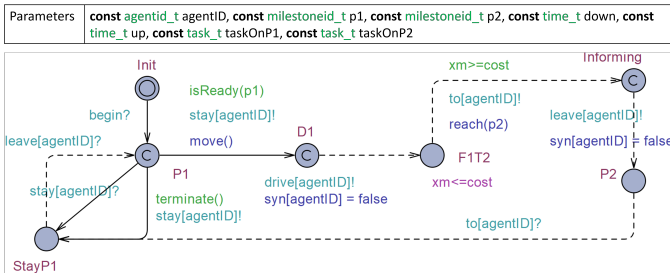 Parameters
const agentid_t agentID, const milestoneid_t p1, const milestoneid_t p2, const time_t down, const
time_t up, const task_t taskOnP1, const task_t taskOnP2
Init
begin?
leave[agentID]?
stay[agentID]?
StayP1
C
P1
isReady(p1)
stay[agentID]!
move()
terminate()
stay[agentID]!
D1
C
drive[agentID]!
syn[agentID] = false
F1T2
xm<=cost
xm>=cost
to[agentID]!
reach(p2)
Informing
C
leave[agentID]!
syn[agentID] = false
P2
to[agentID]?